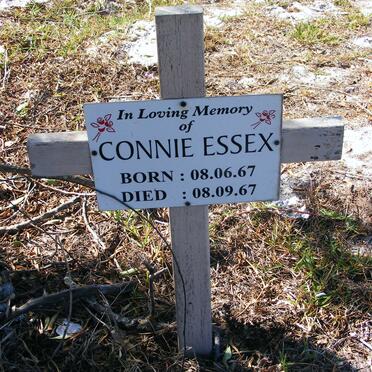 In Loving Memory
of
CONNIE ESSEX
BORN : 08.06.67
DIED : 08.09.67